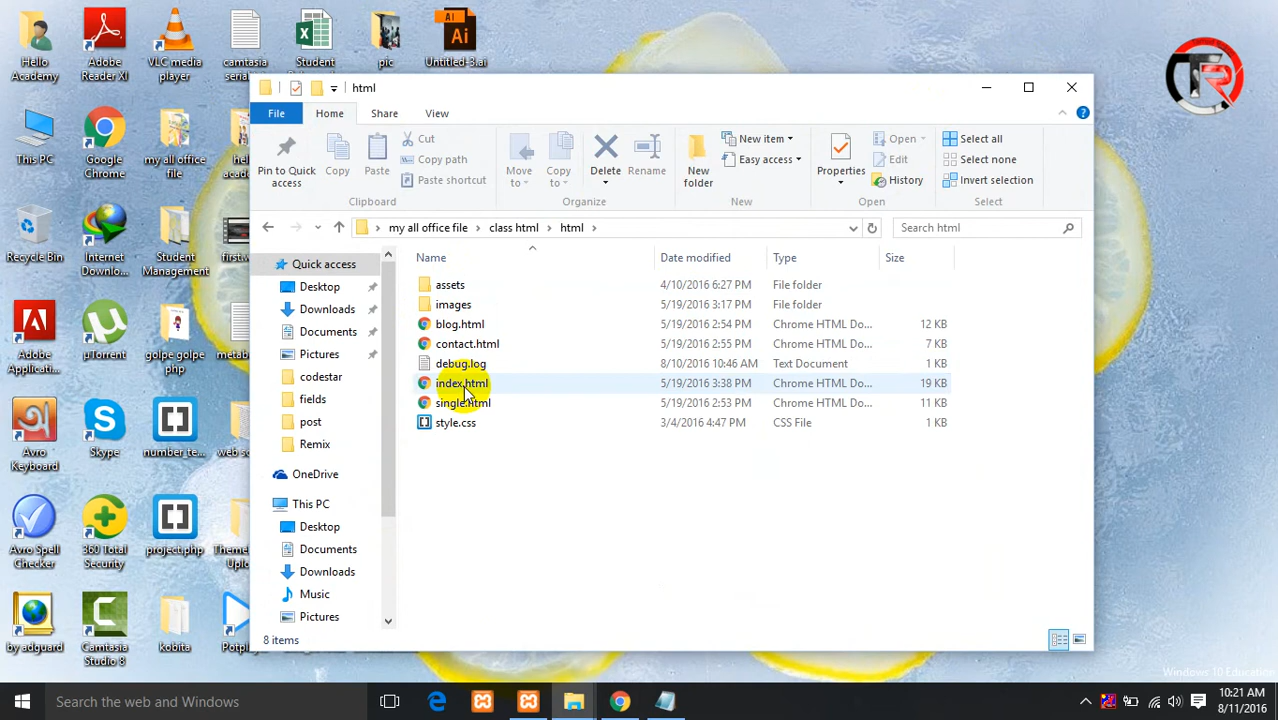 Hello
Academy
Adobe
Reader XI
VLC media
player
camtasia
Student
pic
Untitled-3.ai
Ai
Ai
TR
html
File
Home
Share
View
Pin to Quick
access
Copy
Paste
Cut
Copy path
Paste shortcut
Clipboard
Move
to
Copy
to
Delete
Rename
Organize
New
folder
New item
Easy access
New
Properties
Open
Edit
History
Open
Select all
Select none
Invert selection
Select
my all office file > class html > html >
Search html
Name
Date modified
Type
Size
assets 4/10/2016 6:27 PM File folder
images 5/19/2016 3:17 PM File folder
blog.html 5/19/2016 2:54 PM Chrome HTML Do... 12 KB
contact.html 5/19/2016 2:55 PM Chrome HTML Do... 7 KB
debug.log 8/10/2016 10:46 AM Text Document 1 KB
index.html 5/19/2016 3:38 PM Chrome HTML Do... 19 KB
single.html 5/19/2016 2:53 PM Chrome HTML Do... 11 KB
style.css 3/4/2016 4:47 PM CSS File 1 KB
Quick access
Desktop
Downloads
Documents
Pictures
codestar
fields
post
Remix
OneDrive
This PC
Desktop
Documents
Downloads
Music
Pictures
8 items
This PC
Google
Chrome
my all office
file
Recycle Bin
Internet
Downlo...
Student
Management
Adobe
Applicati...
µTorrent
golpe golpe
php
Avro
Keyboard
Skype
number_te...
Avro Spell
Checker
360 Total
Security
project.php
by adguard
Camtasia
Studio 8
kobita
Windows 10 Education
Search the web and Windows
10:21 AM
8/11/2016